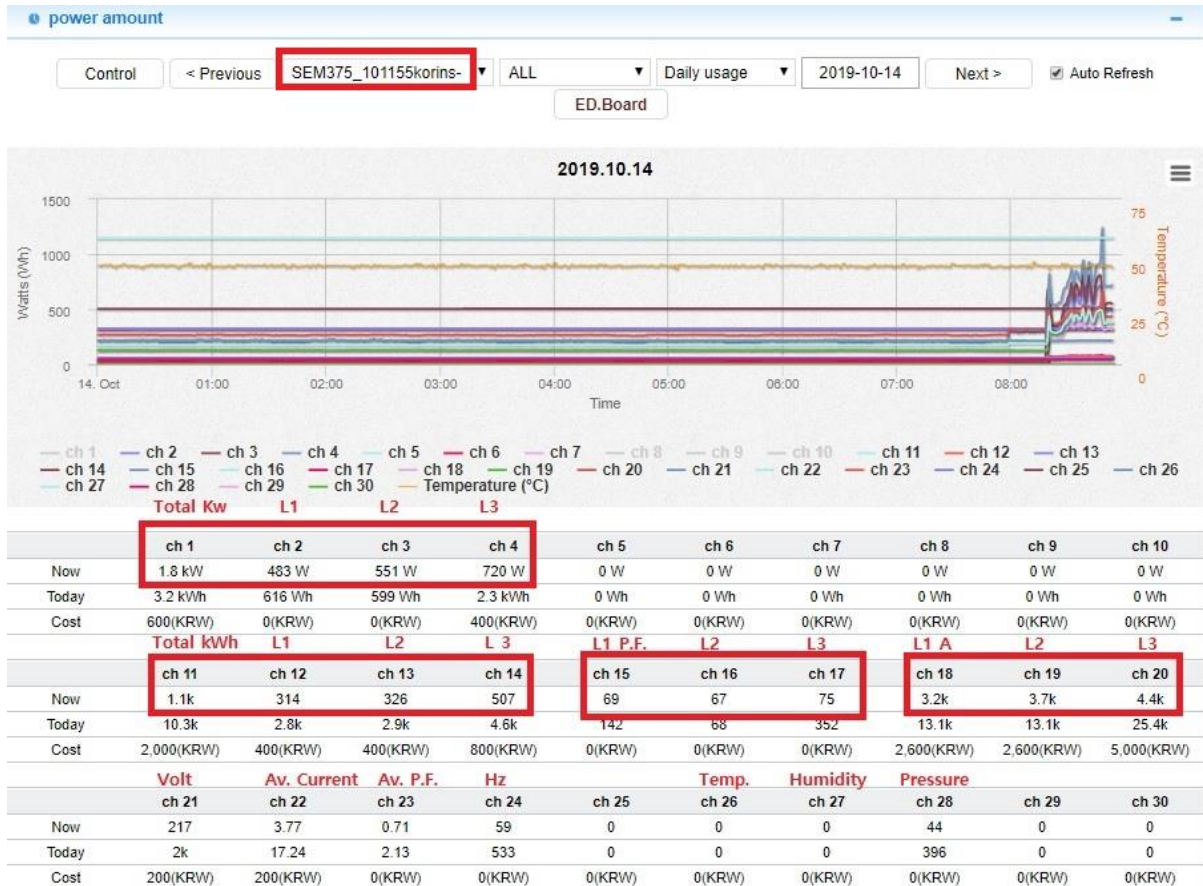 power amount
Control < Previous SEM375_101155korins- ALL Daily usage 2019-10-14 Next > Auto Refresh
ED.Board
2019.10.14
1500
1000
500
0
Watts (Wh)
75
50
25
0
Temperature (°C)
14. Oct 01:00 02:00 03:00 04:00 05:00 06:00 07:00 08:00
Time
ch 1 ch 2 ch 3 ch 4 ch 5 ch 6 ch 7 ch 8 ch 9 ch 10 ch 11 ch 12 ch 13
ch 14 ch 15 ch 16 ch 17 ch 18 ch 19 ch 20 ch 21 ch 22 ch 23 ch 24 ch 25 ch 26
ch 27 ch 28 ch 29 ch 30 Temperature (°C)
Total Kw L1 L2 L3
ch 1 ch 2 ch 3 ch 4 ch 5 ch 6 ch 7 ch 8 ch 9 ch 10
Now 1.8 kW 483 W 551 W 720 W 0 W 0 W 0 W 0 W 0 W 0 W
Today 3.2 kWh 616 Wh 599 Wh 2.3 kWh 0 Wh 0 Wh 0 Wh 0 Wh 0 Wh 0 Wh
Cost 600(KRW) 0(KRW) 0(KRW) 400(KRW) 0(KRW) 0(KRW) 0(KRW) 0(KRW) 0(KRW) 0(KRW)
Total kWh L1 L2 L 3 L1 P.F. L2 L3 L1 A L2 L3
ch 11 ch 12 ch 13 ch 14 ch 15 ch 16 ch 17 ch 18 ch 19 ch 20
Now 1.1k 314 326 507 69 67 75 3.2k 3.7k 4.4k
Today 10.3k 2.8k 2.9k 4.6k 142 68 352 13.1k 13.1k 25.4k
Cost 2,000(KRW) 400(KRW) 400(KRW) 800(KRW) 0(KRW) 0(KRW) 0(KRW) 2,600(KRW) 2,600(KRW) 5,000(KRW)
Volt Av. Current Av. P.F. Hz Temp. Humidity Pressure
ch 21 ch 22 ch 23 ch 24 ch 25 ch 26 ch 27 ch 28 ch 29 ch 30
Now 217 3.77 0.71 59 0 0 0 44 0 0
Today 2k 17.24 2.13 533 0 0 0 396 0 0
Cost 200(KRW) 200(KRW) 0(KRW) 0(KRW) 0(KRW) 0(KRW) 0(KRW) 0(KRW) 0(KRW) 0(KRW)